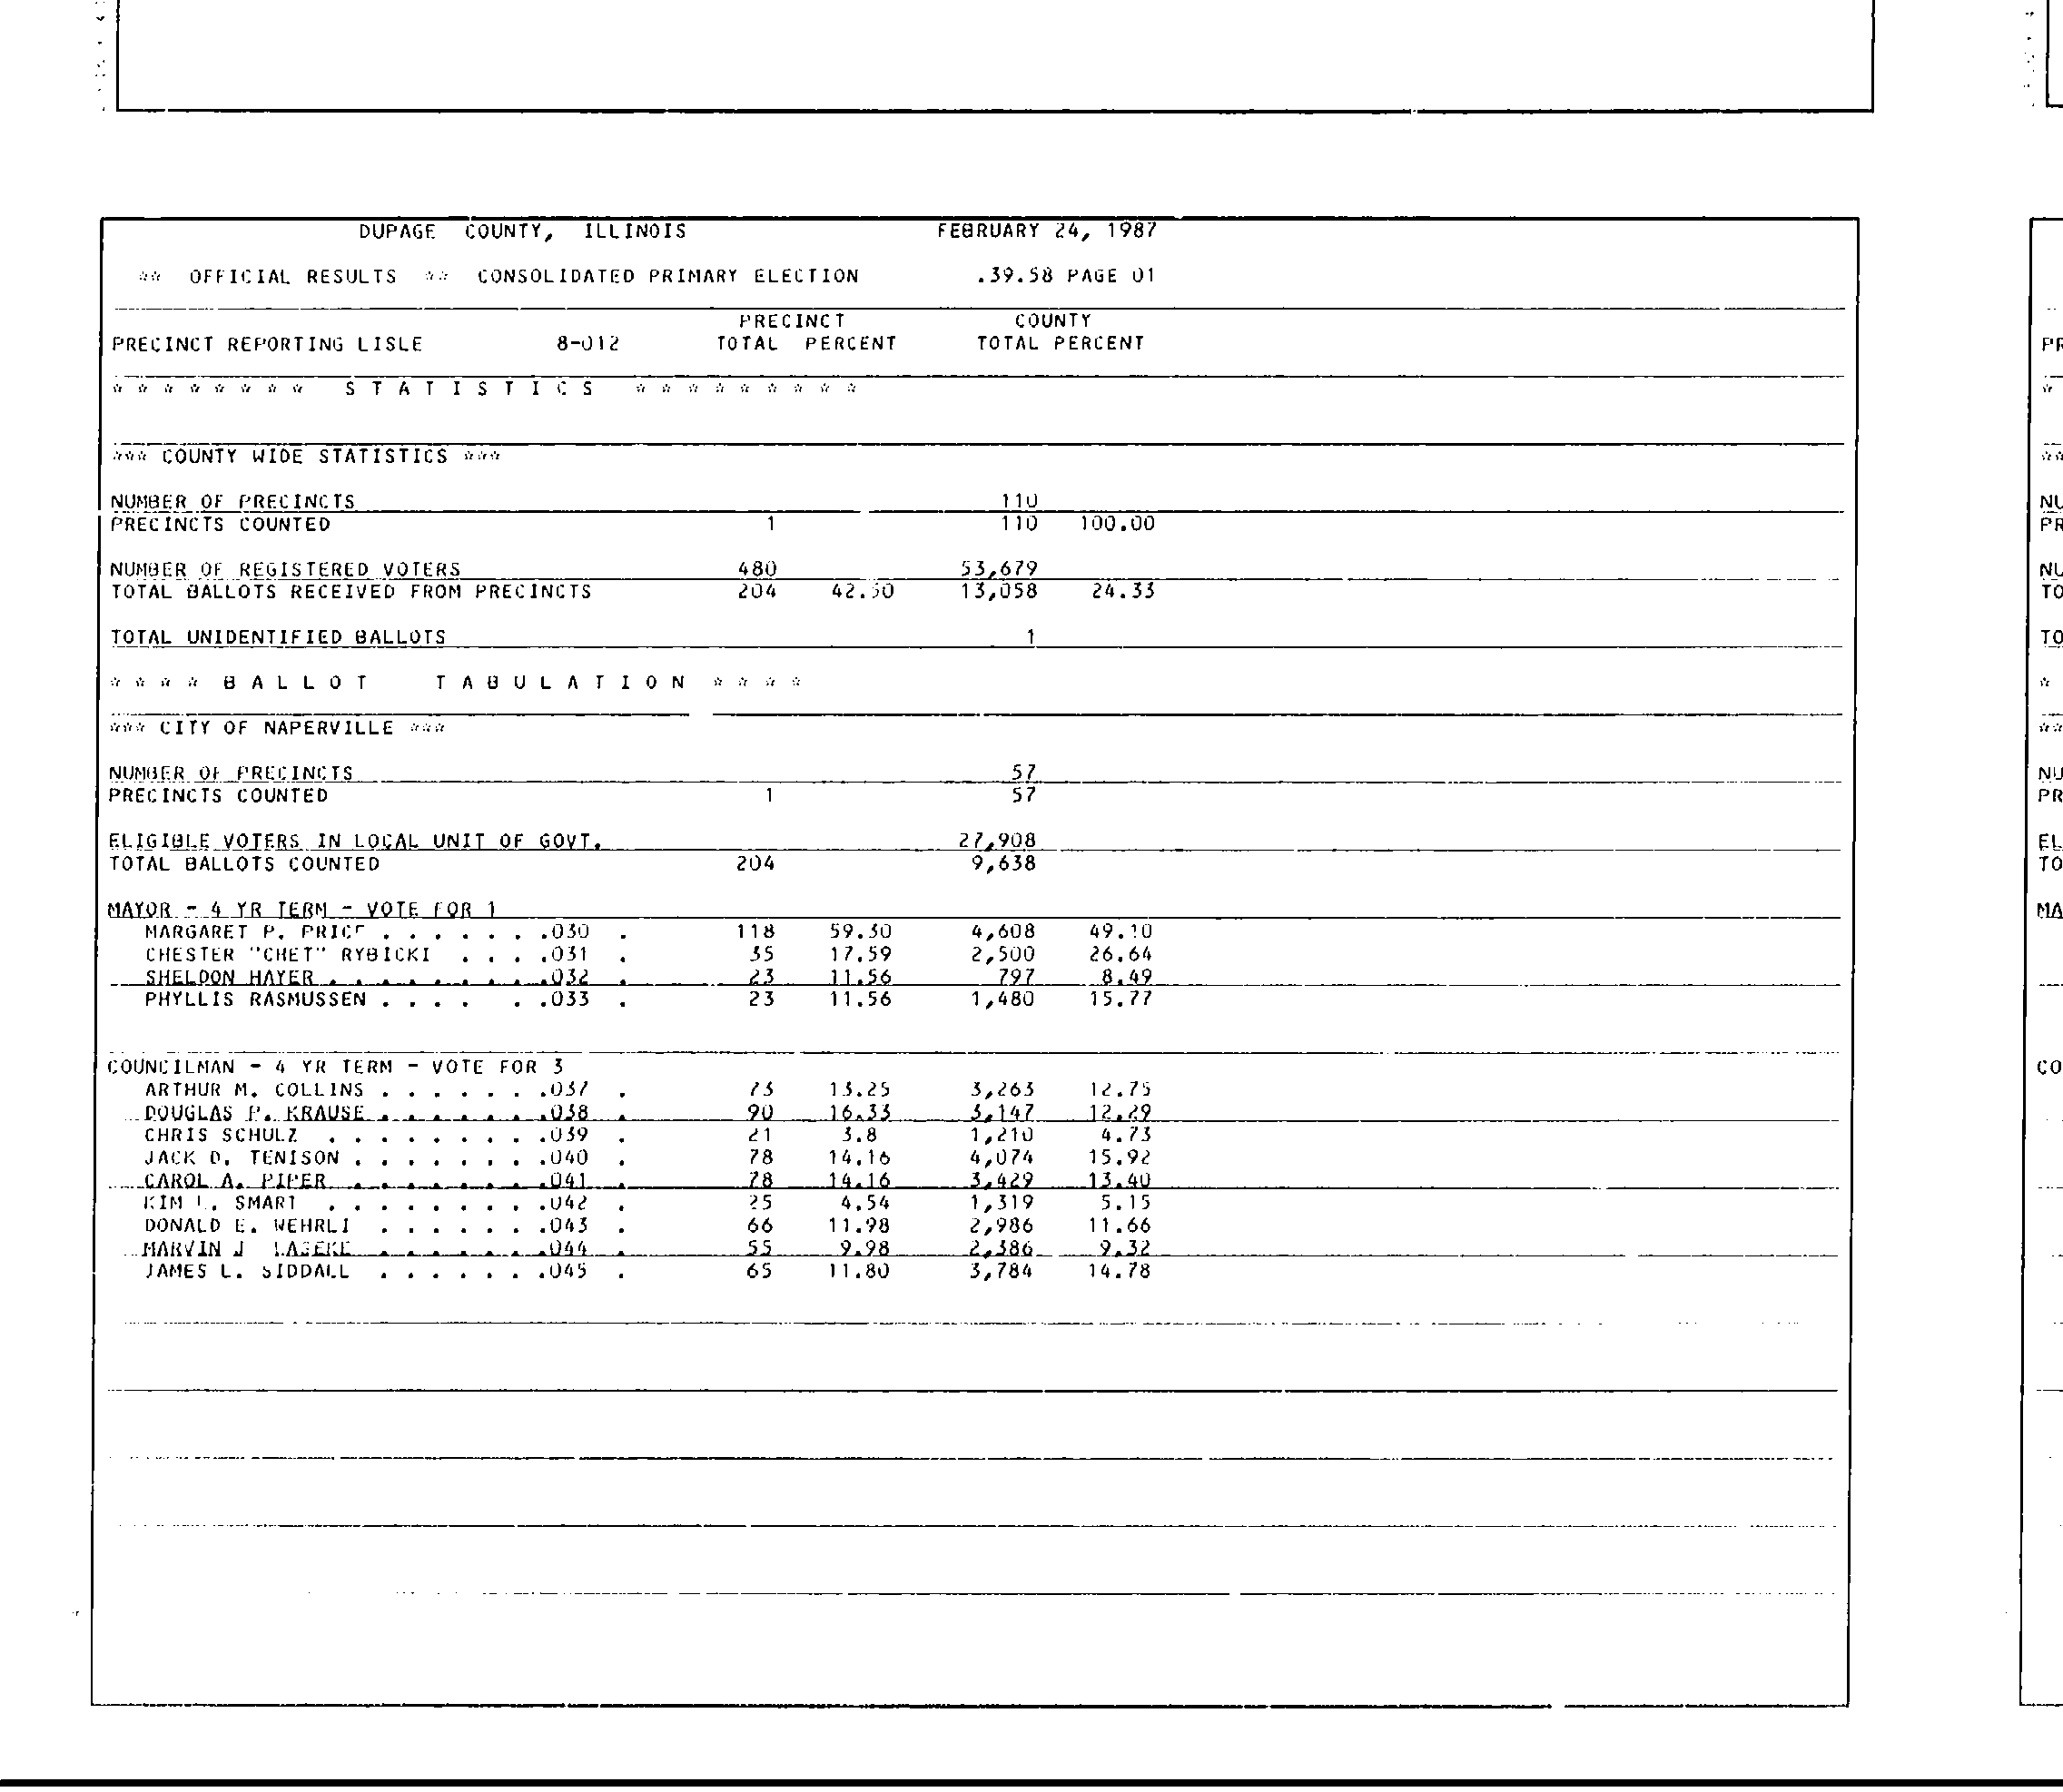 DUPAGE COUNTY, ILLINOIS FEBRUARY 24, 1987
** OFFICIAL RESULTS ** CONSOLIDATED PRIMARY ELECTION .39.58 PAGE 01
PRECINCT COUNTY
PRECINCT REPORTING LISLE 8-012 TOTAL PERCENT TOTAL PERCENT
* * * * * * * * S T A T I S T I C S * * * * * * * * *
*** COUNTY WIDE STATISTICS ***
NUMBER OF PRECINCTS 110
PRECINCTS COUNTED 1 110 100.00
NUMBER OF REGISTERED VOTERS 480 53,679
TOTAL BALLOTS RECEIVED FROM PRECINCTS 204 42.50 13,058 24.33
TOTAL UNIDENTIFIED BALLOTS 1
* * * * B A L L O T T A B U L A T I O N * * * *
*** CITY OF NAPERVILLE ***
NUMBER OF PRECINCTS 57
PRECINCTS COUNTED 1 57
ELIGIBLE VOTERS IN LOCAL UNIT OF GOVT. 27,908
TOTAL BALLOTS COUNTED 204 9,638
MAYOR - 4 YR TERM - VOTE FOR 1
MARGARET P. PRICE . . . . . . .030 . 118 59.30 4,608 49.10
CHESTER "CHET" RYBICKI . . . .031 . 35 17.59 2,500 26.64
SHELDON HAYER . . . . . . . . .032 . 23 11.56 797 8.49
PHYLLIS RASMUSSEN . . . . . .033 . 23 11.56 1,480 15.77
COUNCILMAN - 4 YR TERM - VOTE FOR 3
ARTHUR M. COLLINS . . . . . . .037 . 73 13.25 3,263 12.75
DOUGLAS P. KRAUSE . . . . . . .038 . 90 16.33 3,147 12.29
CHRIS SCHULZ . . . . . . . . .039 . 21 3.8 1,210 4.73
JACK D. TENISON . . . . . . . .040 . 78 14.16 4,074 15.92
CAROL A. PIPER . . . . . . . .041 . 78 14.16 3,429 13.40
KIM L. SMART . . . . . . . .042 . 25 4.54 1,319 5.15
DONALD E. WEHRLI . . . . . . .043 . 66 11.98 2,986 11.66
MARVIN J LASEKE . . . . . . .044 . 55 9.98 2,386 9.32
JAMES L. SIDDALL . . . . . . .045 . 65 11.80 3,784 14.78